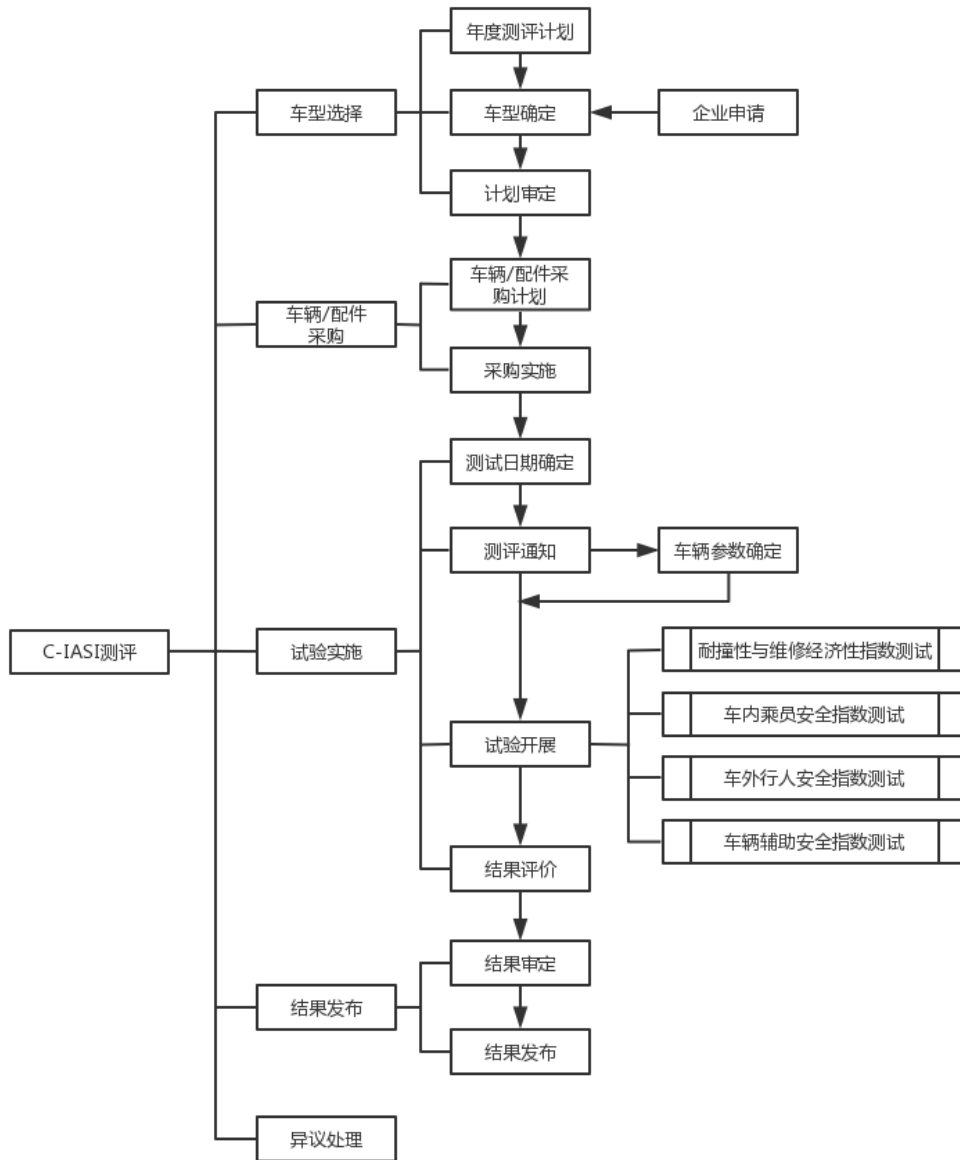 年度测评计划
车型选择
车型确定
企业申请
计划审定
车辆/配件采
购计划
车辆/配件
采购
采购实施
测试日期确定
测评通知
车辆参数确定
C-IASI测评
试验实施
耐撞性与维修经济性指数测试
车内乘员安全指数测试
试验开展
车外行人安全指数测试
车辆辅助安全指数测试
结果评价
结果审定
结果发布
结果发布
异议处理